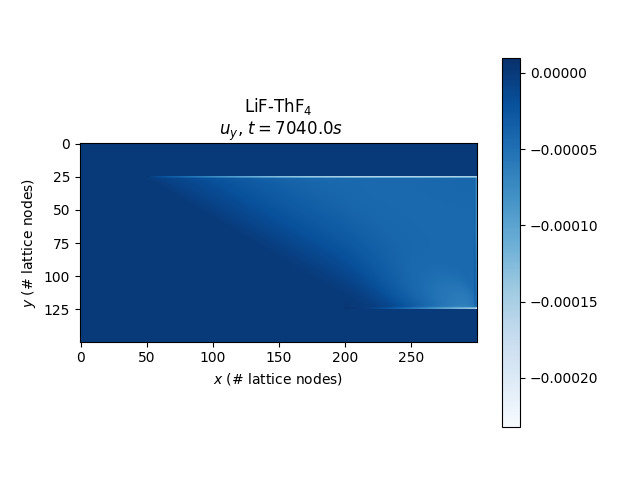 LiF-ThF₄
u_y, t = 7040.0s
0
25
50
75
100
125
y (# lattice nodes)
0 50 100 150 200 250
x (# lattice nodes)
0.00000
−0.00005
−0.00010
−0.00015
−0.00020